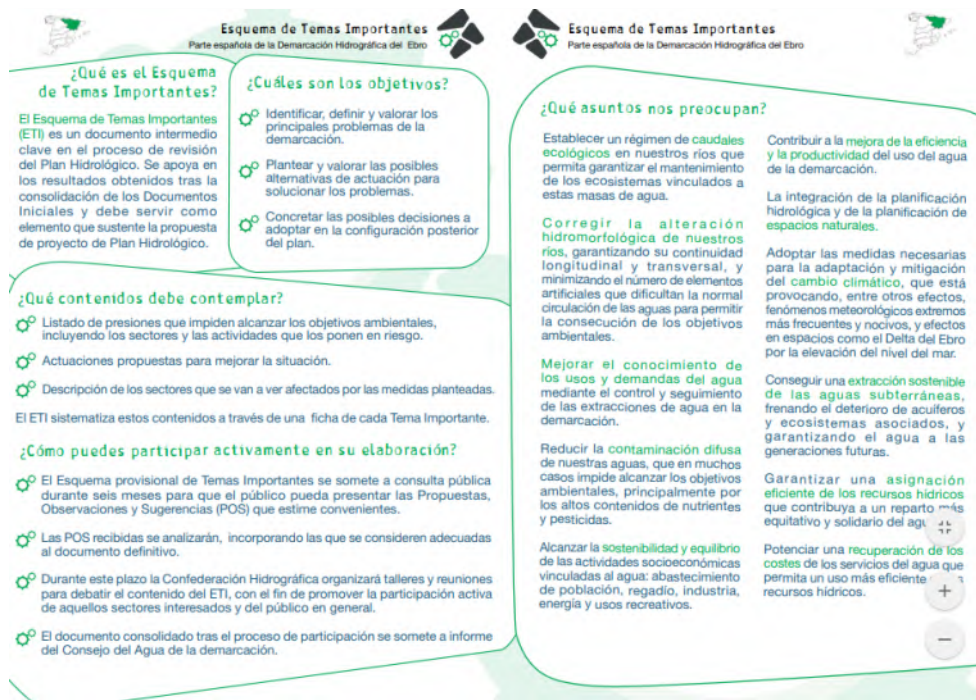 Esquema de Temas Importantes
Parte española de la Demarcación Hidrográfica del Ebro
¿Qué es el Esquema
de Temas Importantes?
El Esquema de Temas Importantes
(ETI) es un documento intermedio
clave en el proceso de revisión
del Plan Hidrológico. Se apoya en
los resultados obtenidos tras la
consolidación de los Documentos
Iniciales y debe servir como
elemento que sustente la propuesta
de proyecto de Plan Hidrológico.
¿Cuáles son los objetivos?
Identificar, definir y valorar los
principales problemas de la
demarcación.
Plantear y valorar las posibles
alternativas de actuación para
solucionar los problemas.
Concretar las posibles decisiones a
adoptar en la configuración posterior
del plan.
¿Qué contenidos debe contemplar?
Listado de presiones que impiden alcanzar los objetivos ambientales,
incluyendo los sectores y las actividades que los ponen en riesgo.
Actuaciones propuestas para mejorar la situación.
Descripción de los sectores que se van a ver afectados por las medidas planteadas.
El ETI sistematiza estos contenidos a través de una ficha de cada Tema Importante.
¿Cómo puedes participar activamente en su elaboración?
El Esquema provisional de Temas Importantes se somete a consulta pública
durante seis meses para que el público pueda presentar las Propuestas,
Observaciones y Sugerencias (POS) que estime convenientes.
Las POS recibidas se analizarán, incorporando las que se consideren adecuadas
al documento definitivo.
Durante este plazo la Confederación Hidrográfica organizará talleres y reuniones
para debatir el contenido del ETI, con el fin de promover la participación activa
de aquellos sectores interesados y del público en general.
El documento consolidado tras el proceso de participación se somete a informe
del Consejo del Agua de la demarcación.
Esquema de Temas Importantes
Parte española de la Demarcación Hidrográfica del Ebro
¿Qué asuntos nos preocupan?
Establecer un régimen de caudales
ecológicos en nuestros ríos que
permita garantizar el mantenimiento
de los ecosistemas vinculados a
estas masas de agua.
Corregir la alteración
hidromorfológica de nuestros
ríos, garantizando su continuidad
longitudinal y transversal, y
minimizando el número de elementos
artificiales que dificultan la normal
circulación de las aguas para permitir
la consecución de los objetivos
ambientales.
Mejorar el conocimiento de
los usos y demandas del agua
mediante el control y seguimiento
de las extracciones de agua en la
demarcación.
Reducir la contaminación difusa
de nuestras aguas, que en muchos
casos impide alcanzar los objetivos
ambientales, principalmente por
los altos contenidos de nutrientes
y pesticidas.
Alcanzar la sostenibilidad y equilibrio
de las actividades socioeconómicas
vinculadas al agua: abastecimiento
de población, regadío, industria,
energía y usos recreativos.
Contribuir a la mejora de la eficiencia
y la productividad del uso del agua
de la demarcación.
La integración de la planificación
hidrológica y de la planificación de
espacios naturales.
Adoptar las medidas necesarias
para la adaptación y mitigación
del cambio climático, que está
provocando, entre otros efectos,
fenómenos meteorológicos extremos
más frecuentes y nocivos, y efectos
en espacios como el Delta del Ebro
por la elevación del nivel del mar.
Conseguir una extracción sostenible
de las aguas subterráneas,
frenando el deterioro de acuíferos
y ecosistemas asociados, y
garantizando el agua a las
generaciones futuras.
Garantizar una asignación
eficiente de los recursos hídricos
que contribuya a un reparto más
equitativo y solidario del
Potenciar una recuperación de los
costes de los servicios del agua que
permita un uso más eficiente
recursos hídricos.